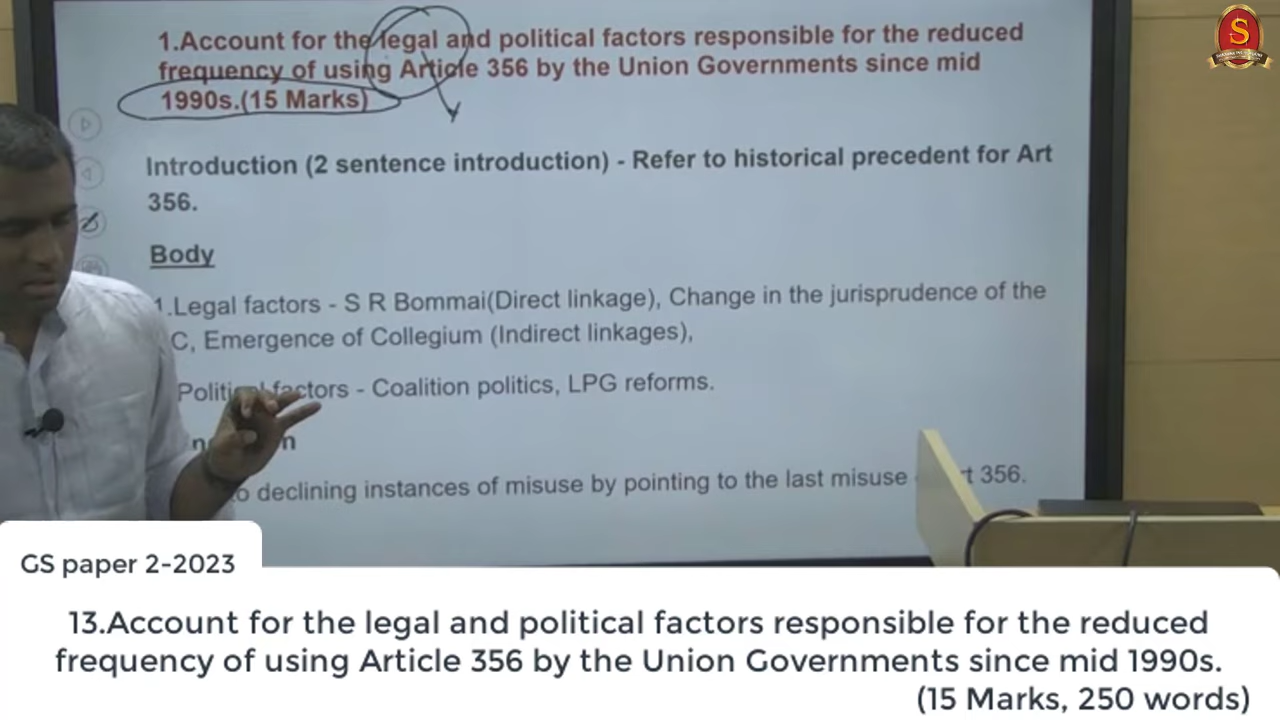 S
1.Account for the legal and political factors responsible for the reduced
frequency of using Article 356 by the Union Governments since mid
1990s.(15 Marks)
Introduction (2 sentence introduction) - Refer to historical precedent for Art
356.
Body
1.Legal factors - S R Bommai(Direct linkage), Change in the jurisprudence of the
C, Emergence of Collegium (Indirect linkages),
Political factors - Coalition politics, LPG reforms.
declining instances of misuse by pointing to the last misuse 356.
GS paper 2-2023
13.Account for the legal and political factors responsible for the reduced
frequency of using Article 356 by the Union Governments since mid 1990s.
(15 Marks, 250 words)